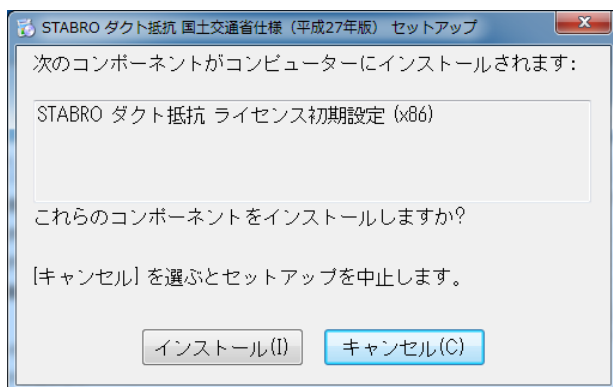 STABRO ダクト抵抗 国土交通省仕様（平成27年版） セットアップ
次のコンポーネントがコンピューターにインストールされます:
STABRO ダクト抵抗 ライセンス初期設定 (x86)
これらのコンポーネントをインストールしますか?
[キャンセル] を選ぶとセットアップを中止します。
インストール(I)
キャンセル(C)